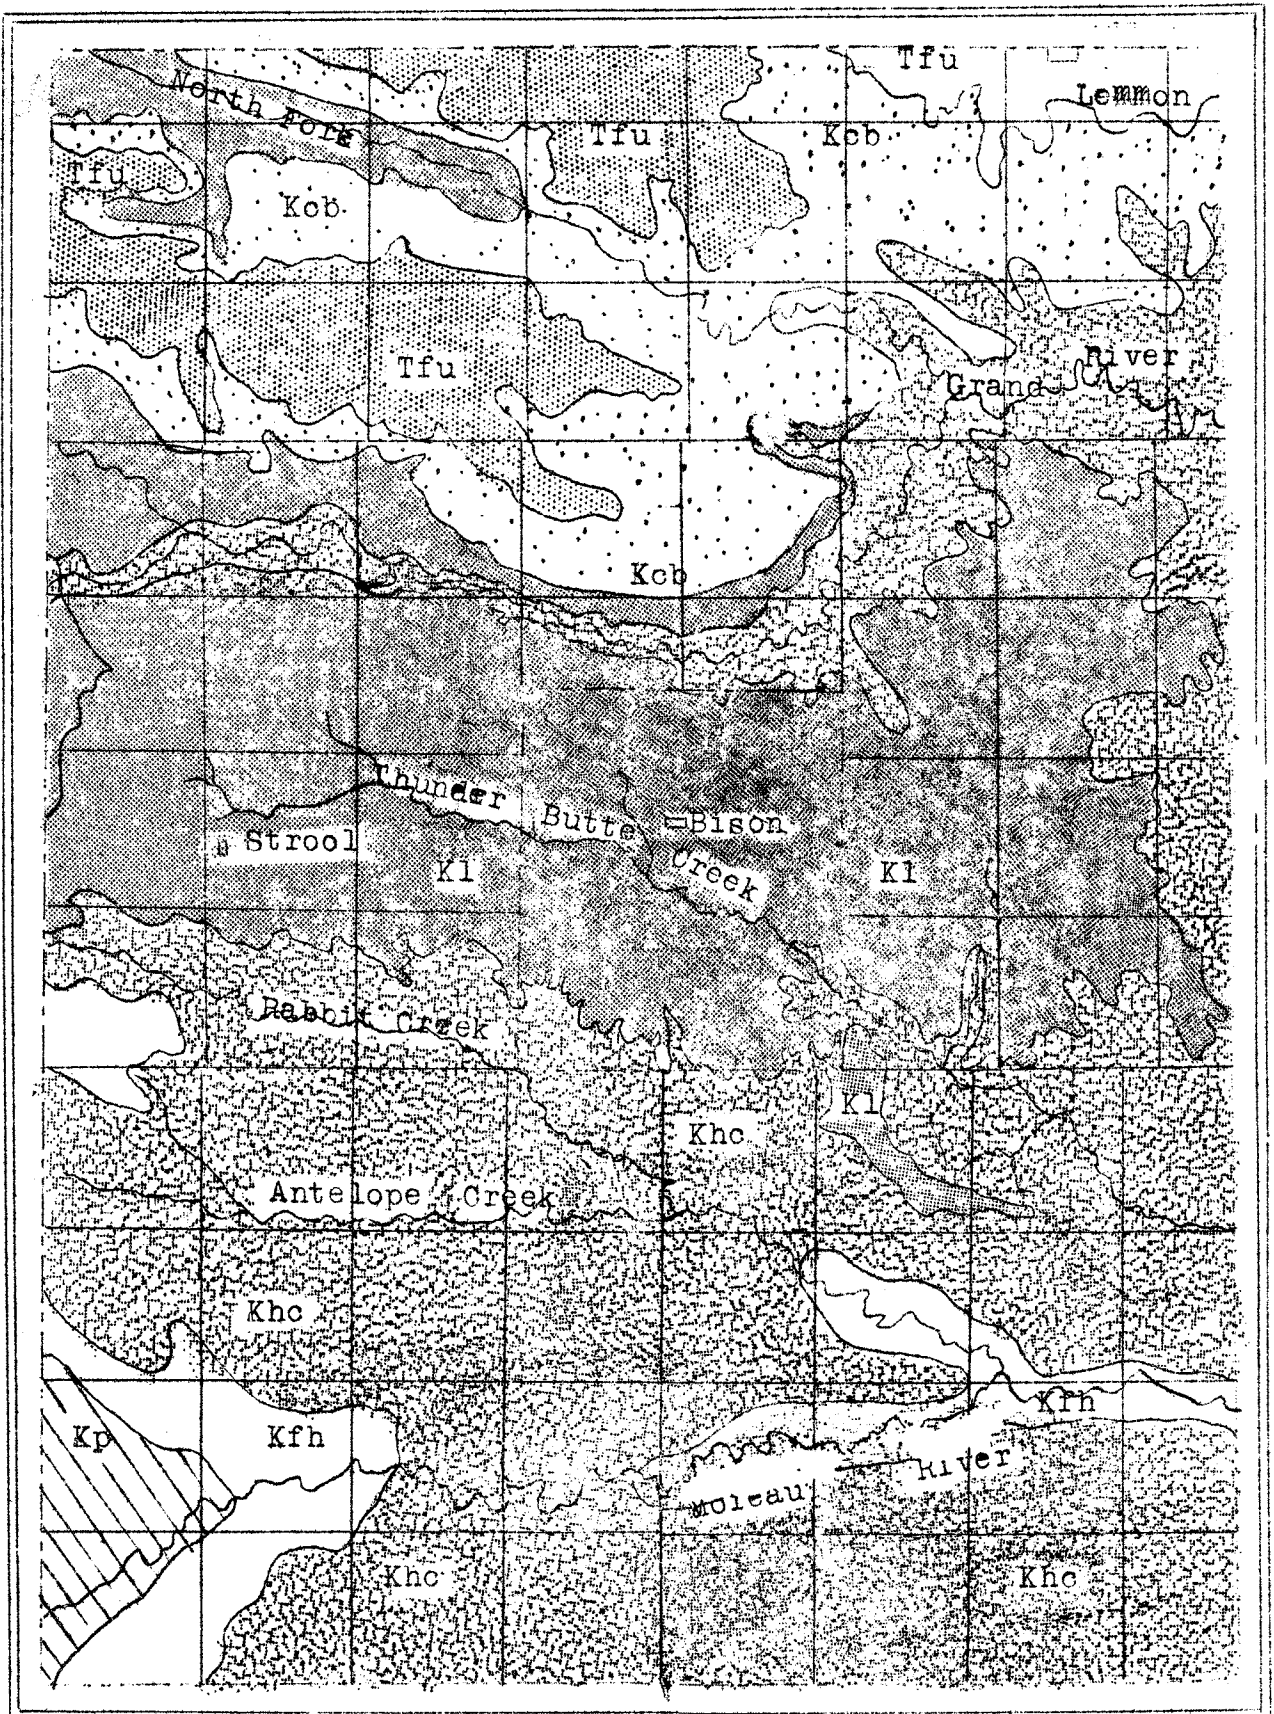 Tfu
Lemmon
North Fork
Tfu
Kcb
Tfu
Kcb
River
Tfu
Grand
Kcb
Thunder Butte Creek
Bison
Strool
Kl
Kl
Rabbit Creek
Kl
Khc
Antelope Creek
Khc
Kfh
Kp
Kfh
River
Moreau
Khc
Khc